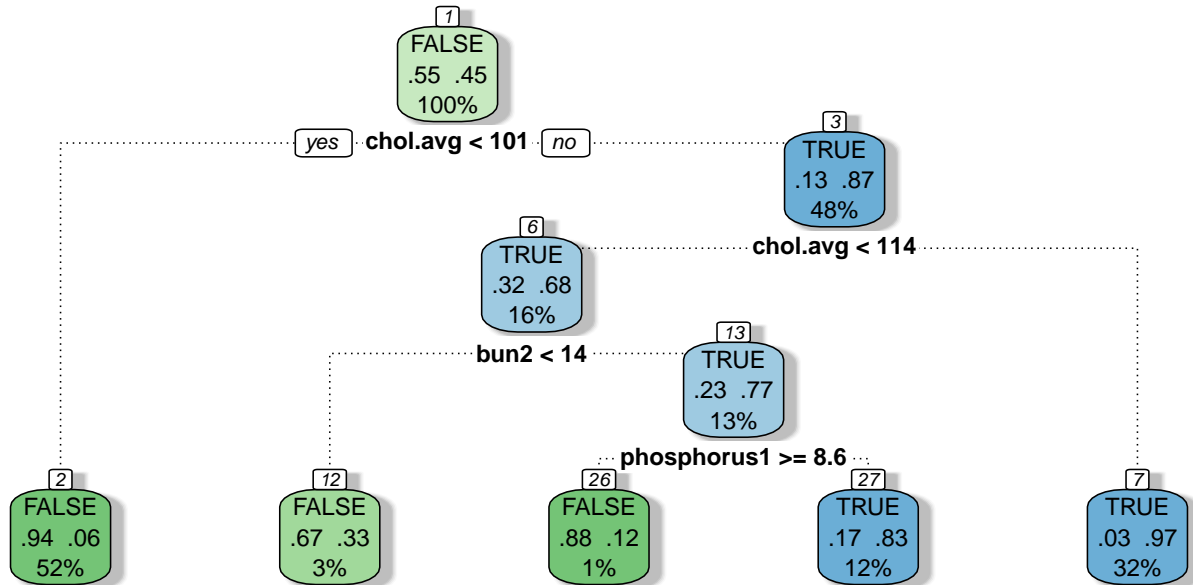 1
FALSE
.55 .45
100%
yes chol.avg < 101 no
3
TRUE
.13 .87
48%
chol.avg < 114
6
TRUE
.32 .68
16%
bun2 < 14
13
TRUE
.23 .77
13%
phosphorus1 >= 8.6
2
FALSE
.94 .06
52%
12
FALSE
.67 .33
3%
26
FALSE
.88 .12
1%
27
TRUE
.17 .83
12%
7
TRUE
.03 .97
32%